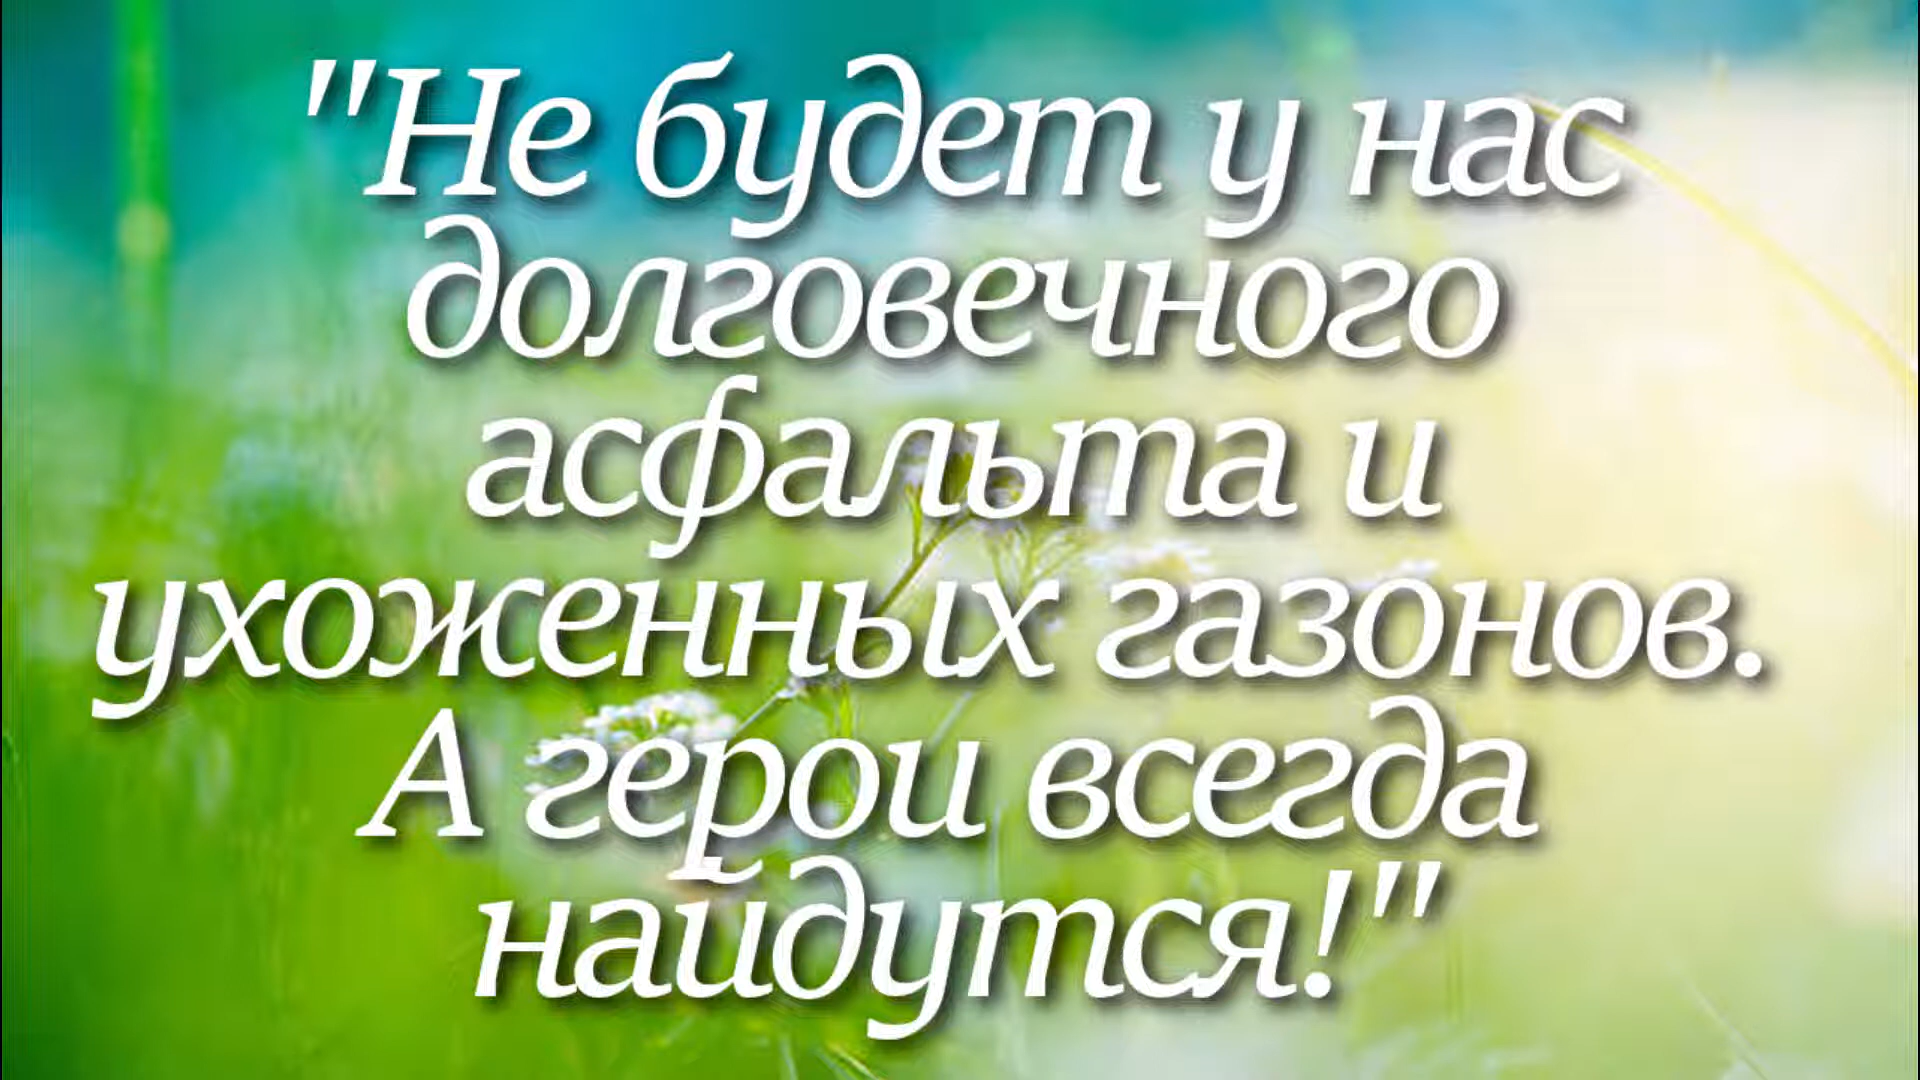 "Не будет у нас
долговечного
асфальта и
ухоженных газонов.
А герои всегда
найдутся!"